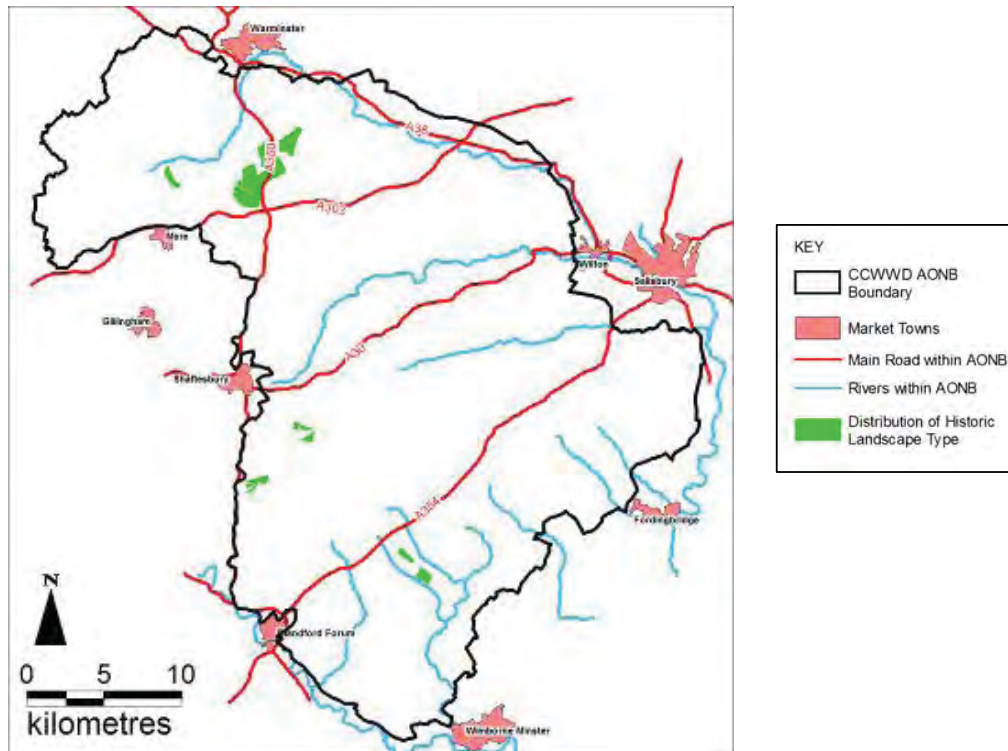 Warminster
A36
A350
A303
Mere
Wilton
Salisbury
Gillingham
A30
Shaftesbury
A354
Fordingbridge
Blandford Forum
Wimborne Minster
N
0 5 10
kilometres
KEY
CCWWD AONB
Boundary
Market Towns
Main Road within AONB
Rivers within AONB
Distribution of Historic
Landscape Type